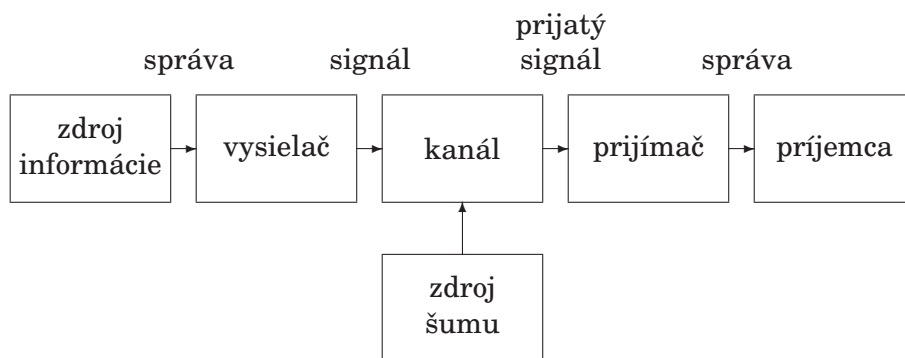 prijatý
správa signál signál správa
zdroj
informácie
vysielač
kanál
prijímač
príjemca
zdroj
šumu